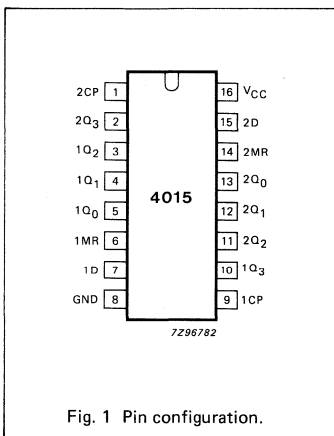 2CP 1 16 VCC
2Q3 2 15 2D
1Q2 3 14 2MR
1Q1 4 13 2Q0
4015
1Q0 5 12 2Q1
1MR 6 11 2Q2
1D 7 10 1Q3
GND 8 9 1CP
7Z96782
Fig. 1 Pin configuration.